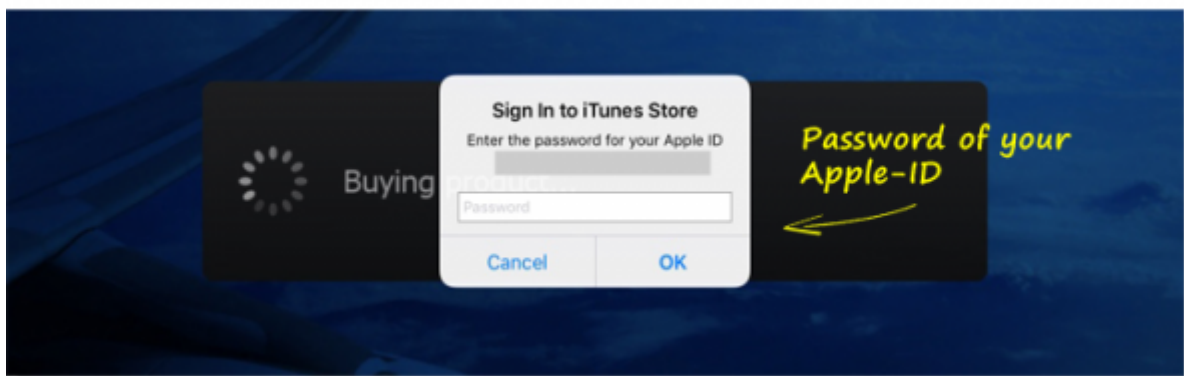 Sign In to iTunes Store
Enter the password for your Apple ID
Buying product...
Password
Cancel
OK
Password of your
Apple-ID